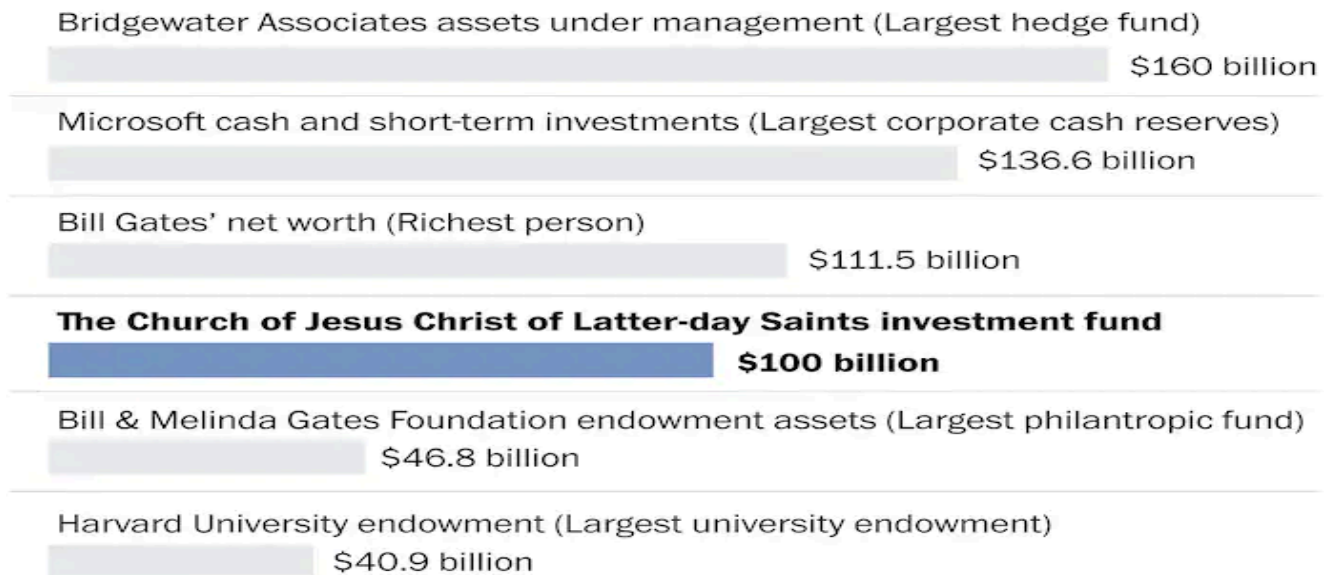 Bridgewater Associates assets under management (Largest hedge fund)
$160 billion
Microsoft cash and short-term investments (Largest corporate cash reserves)
$136.6 billion
Bill Gates’ net worth (Richest person)
$111.5 billion
The Church of Jesus Christ of Latter-day Saints investment fund
$100 billion
Bill & Melinda Gates Foundation endowment assets (Largest philantropic fund)
$46.8 billion
Harvard University endowment (Largest university endowment)
$40.9 billion